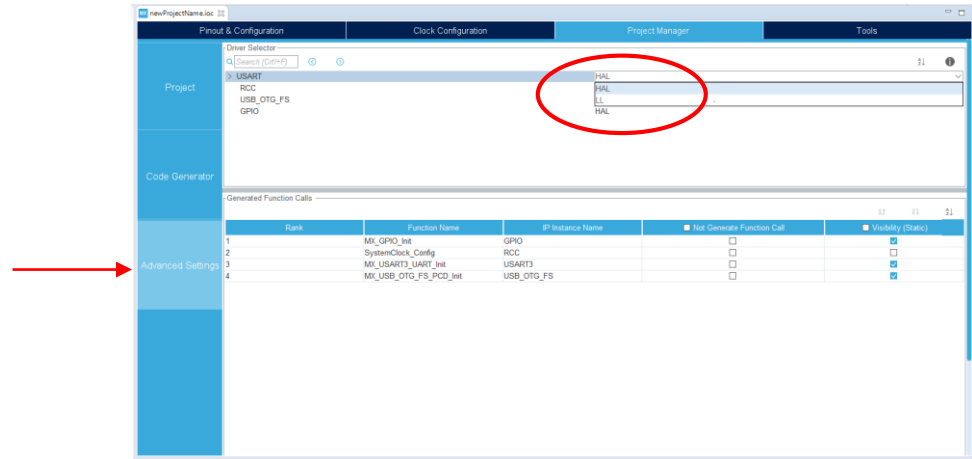 newProjectName.ioc
Pinout & Configuration
Clock Configuration
Project Manager
Tools
Project
Code Generator
Advanced Settings
Driver Selector
Search (Ctrl+F)
USART HAL
RCC HAL
USB_OTG_FS LL
GPIO HAL
Generated Function Calls
Rank Function Name IP Instance Name Not Generate Function Call Visibility (Static)
1 MX_GPIO_Init GPIO
2 SystemClock_Config RCC
3 MX_USART3_UART_Init USART3
4 MX_USB_OTG_FS_PCD_Init USB_OTG_FS